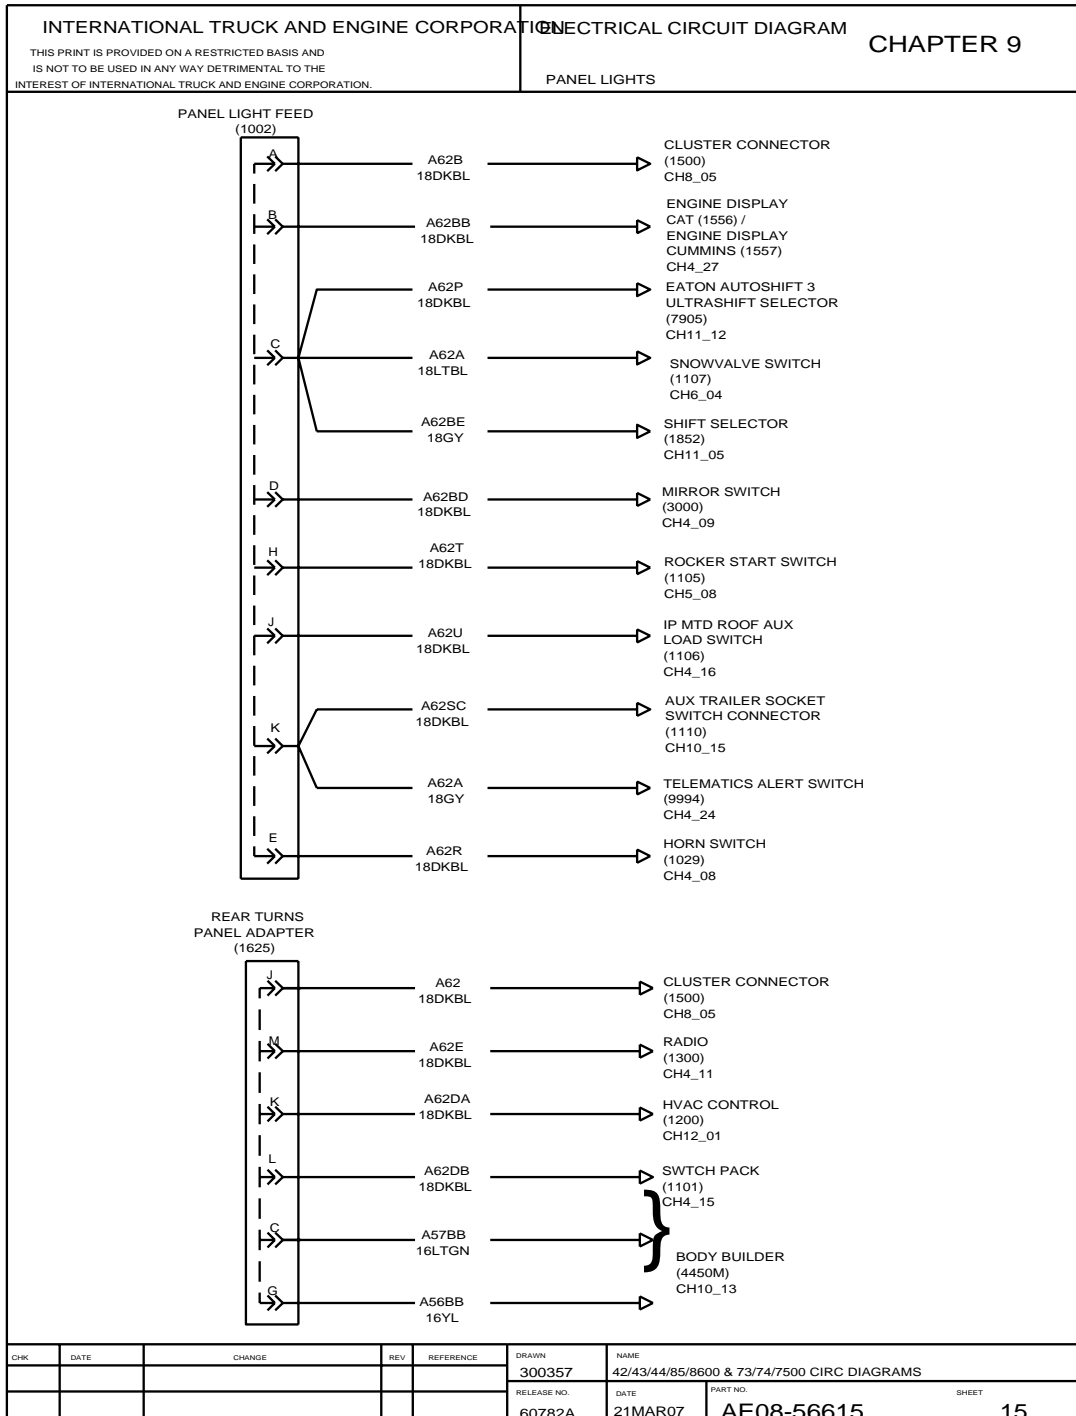 INTERNATIONAL TRUCK AND ENGINE CORPORATION
ELECTRICAL CIRCUIT DIAGRAM
CHAPTER 9
THIS PRINT IS PROVIDED ON A RESTRICTED BASIS AND
IS NOT TO BE USED IN ANY WAY DETRIMENTAL TO THE
INTEREST OF INTERNATIONAL TRUCK AND ENGINE CORPORATION.
PANEL LIGHTS
PANEL LIGHT FEED
(1002)
A
A62B
18DKBL
CLUSTER CONNECTOR
(1500)
CH8_05
B
A62BB
18DKBL
ENGINE DISPLAY
CAT (1556) /
ENGINE DISPLAY
CUMMINS (1557)
CH4_27
C
A62P
18DKBL
EATON AUTOSHIFT 3
ULTRASHIFT SELECTOR
(7905)
CH11_12
A62A
18LTBL
SNOWVALVE SWITCH
(1107)
CH6_04
A62BE
18GY
SHIFT SELECTOR
(1852)
CH11_05
D
A62BD
18DKBL
MIRROR SWITCH
(3000)
CH4_09
H
A62T
18DKBL
ROCKER START SWITCH
(1105)
CH5_08
J
A62U
18DKBL
IP MTD ROOF AUX
LOAD SWITCH
(1106)
CH4_16
K
A62SC
18DKBL
AUX TRAILER SOCKET
SWITCH CONNECTOR
(1110)
CH10_15
A62A
18GY
TELEMATICS ALERT SWITCH
(9994)
CH4_24
E
A62R
18DKBL
HORN SWITCH
(1029)
CH4_08
REAR TURNS
PANEL ADAPTER
(1625)
J
A62
18DKBL
CLUSTER CONNECTOR
(1500)
CH8_05
M
A62E
18DKBL
RADIO
(1300)
CH4_11
K
A62DA
18DKBL
HVAC CONTROL
(1200)
CH12_01
L
A62DB
18DKBL
SWTCH PACK
(1101)
CH4_15
C
A57BB
16LTGN
}
BODY BUILDER
(4450M)
CH10_13
G
A56BB
16YL
CHK DATE CHANGE REV REFERENCE
DRAWN
300357
NAME
42/43/44/85/8600 & 73/74/7500 CIRC DIAGRAMS
RELEASE NO.
60782A
DATE
21MAR07
PART NO.
AE08-56615
SHEET
15